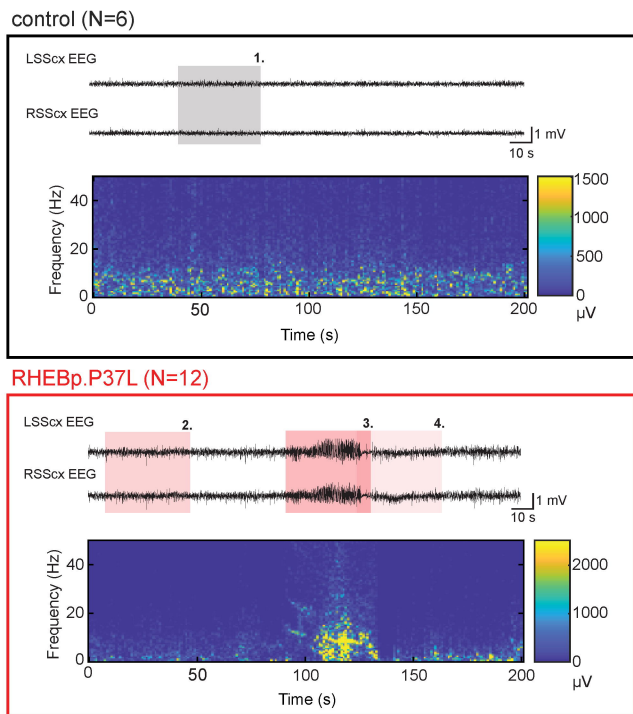 control (N=6)
LSScx EEG
1.
RSScx EEG
1 mV
10 s
Frequency (Hz)
40
20
0
1500
1000
500
0
µV
0 50 100 150 200
Time (s)
RHEBp.P37L (N=12)
LSScx EEG
2. 3. 4.
RSScx EEG
1 mV
10 s
Frequency (Hz)
40
20
0
2000
1000
0
µV
0 50 100 150 200
Time (s)